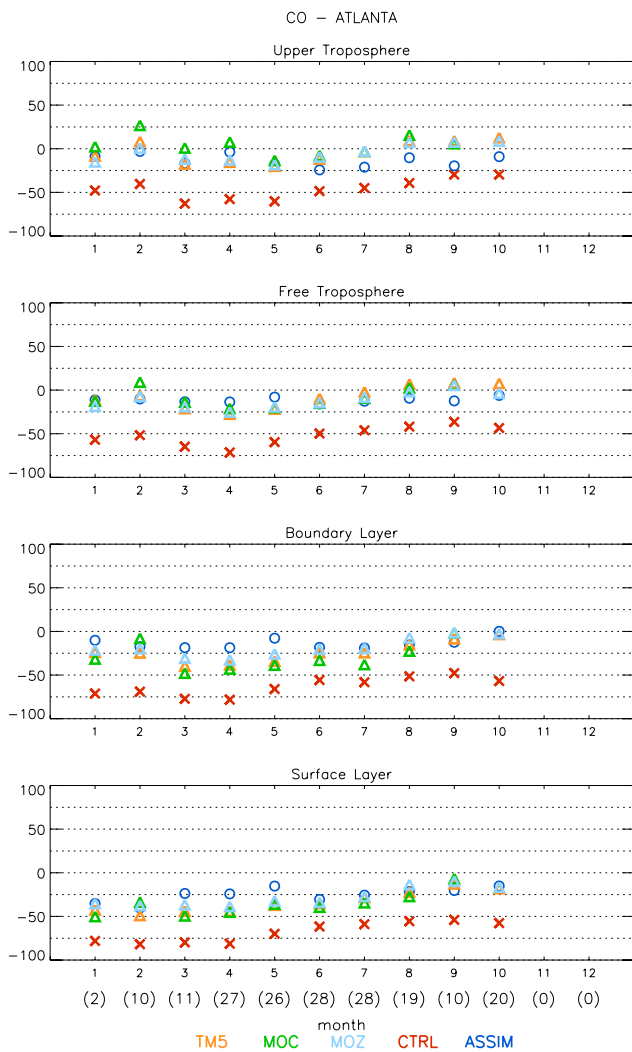 CO – ATLANTA
Upper Troposphere
100
50
0
−50
−100
1 2 3 4 5 6 7 8 9 10 11 12
Free Troposphere
100
50
0
−50
−100
1 2 3 4 5 6 7 8 9 10 11 12
Boundary Layer
100
50
0
−50
−100
1 2 3 4 5 6 7 8 9 10 11 12
Surface Layer
100
50
0
−50
−100
1 2 3 4 5 6 7 8 9 10 11 12
(2) (10) (11) (27) (26) (28) (28) (19) (10) (20) (0) (0)
month
TM5 MOC MOZ CTRL ASSIM